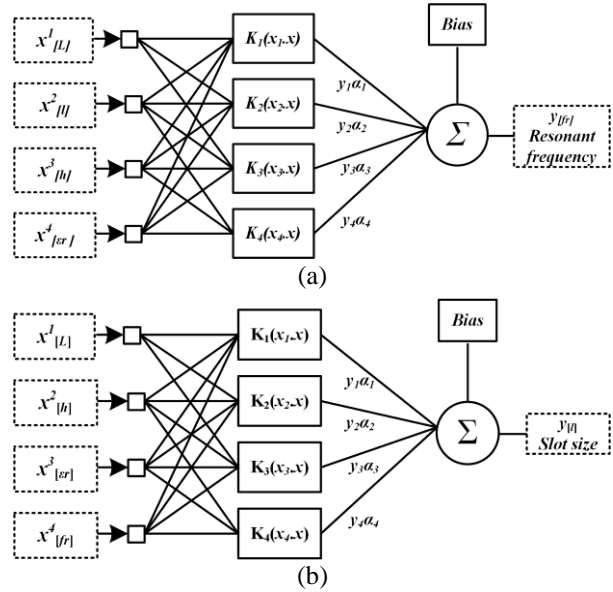 x1[L]
K1(x1,x)
Bias
x2[l]
K2(x2,x)
y1α1
y2α2
Σ
y[fr]
Resonant
frequency
x3[h]
K3(x3,x)
y3α3
x4[εr]
K4(x4,x)
y4α4
(a)
x1[L]
K1(x1,x)
Bias
x2[h]
K2(x2,x)
y1α1
y2α2
Σ
y[l]
Slot size
x3[εr]
K3(x3,x)
y3α3
x4[fr]
K4(x4,x)
y4α4
(b)